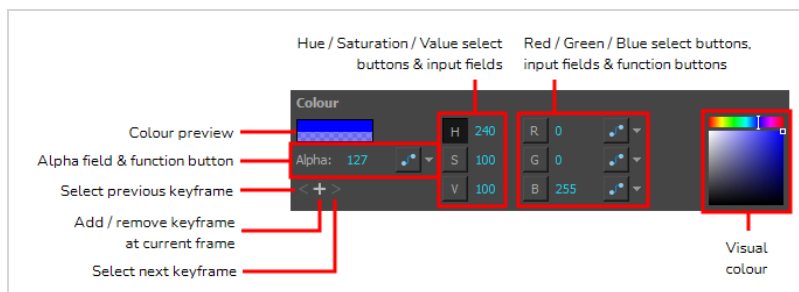 Hue / Saturation / Value select
buttons & input fields
Red / Green / Blue select buttons,
input fields & function buttons
Colour
Colour preview
H 240
R 0
Alpha field & function button
Alpha: 127
S 100
G 0
Select previous keyframe
< + >
V 100
B 255
Add / remove keyframe
at current frame
Select next keyframe
Visual
colour